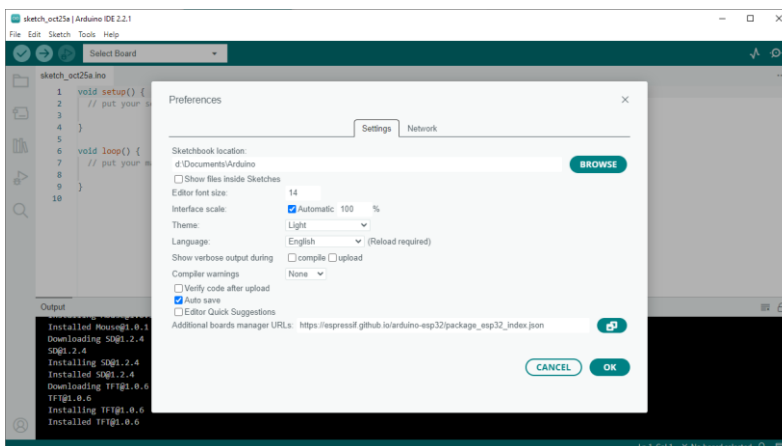 sketch_oct25a | Arduino IDE 2.2.1
File Edit Sketch Tools Help
Select Board
sketch_oct25a.ino
1 void setup() {
2 // put your s
3
4 }
5
6 void loop() {
7 // put your m
8
9 }
10
Preferences
Settings Network
Sketchbook location:
d:\Documents\Arduino
BROWSE
Show files inside Sketches
Editor font size: 14
Interface scale: Automatic 100 %
Theme: Light
Language: English (Reload required)
Show verbose output during compile upload
Compiler warnings None
Verify code after upload
Auto save
Editor Quick Suggestions
Additional boards manager URLs: https://espressif.github.io/arduino-esp32/package_esp32_index.json
CANCEL OK
Output
Installed Mouse@1.0.1
Downloading SD@1.2.4
SD@1.2.4
Installing SD@1.2.4
Installed SD@1.2.4
Downloading TFT@1.0.6
TFT@1.0.6
Installing TFT@1.0.6
Installed TFT@1.0.6